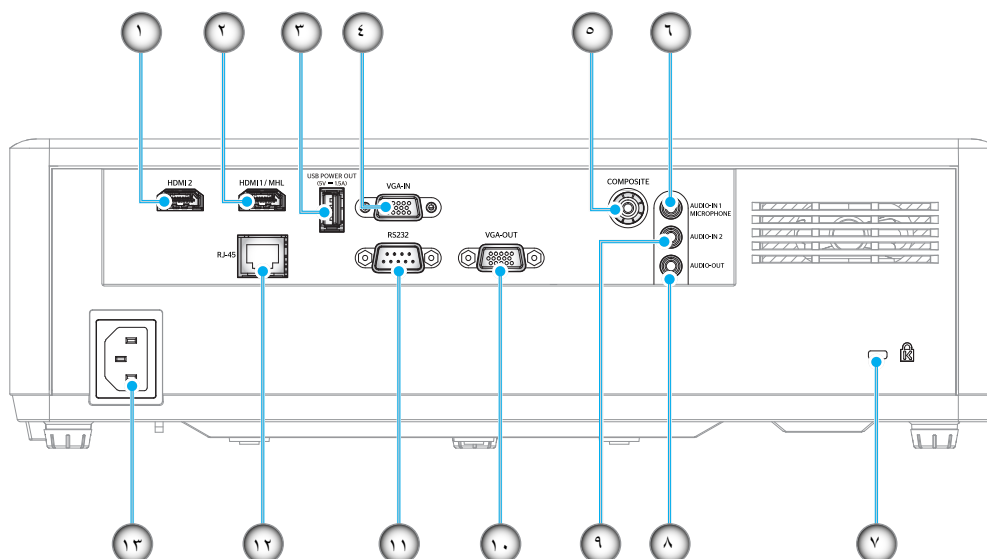 ١ ٢ ٣ ٤ ٥ ٦
HDMI 2
HDMI 1 / MHL
USB POWER OUT
(5V ⎓ 1.5A)
VGA-IN
COMPOSITE
AUDIO-IN 1
MICROPHONE
RJ-45
RS232
VGA-OUT
AUDIO-IN 2
AUDIO-OUT
K
١٣ ١٢ ١١ ١٠ ٩ ٨ ٧